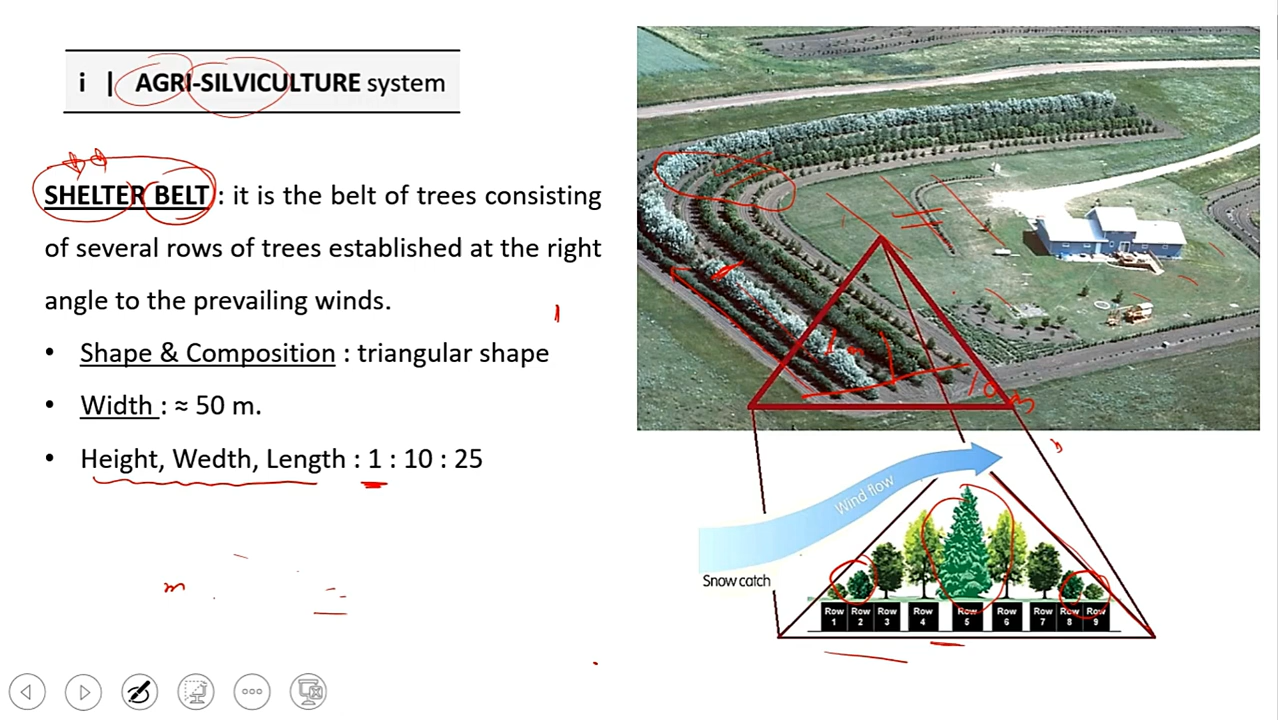 i | AGRI-SILVICULTURE system
SHELTER BELT : it is the belt of trees consisting
of several rows of trees established at the right
angle to the prevailing winds.
• Shape & Composition : triangular shape
• Width : ≈ 50 m.
• Height, Wedth, Length : 1 : 10 : 25
1 m
10 m
Wind flow
Snow catch
Row 1 Row 2 Row 3 Row 4 Row 5 Row 6 Row 7 Row 8 Row 9
m